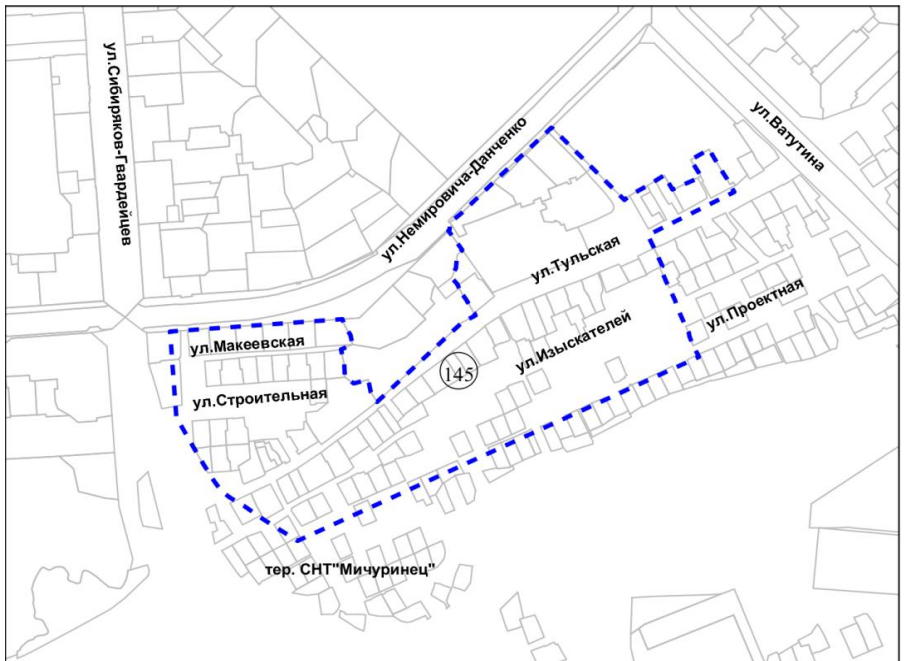 ул.Сибиряков-Гвардейцев
ул.Немировича-Данченко
ул.Ватутина
ул.Тульская
ул.Проектная
ул.Изыскателей
ул.Макеевская
145
ул.Строительная
тер. СНТ"Мичуринец"